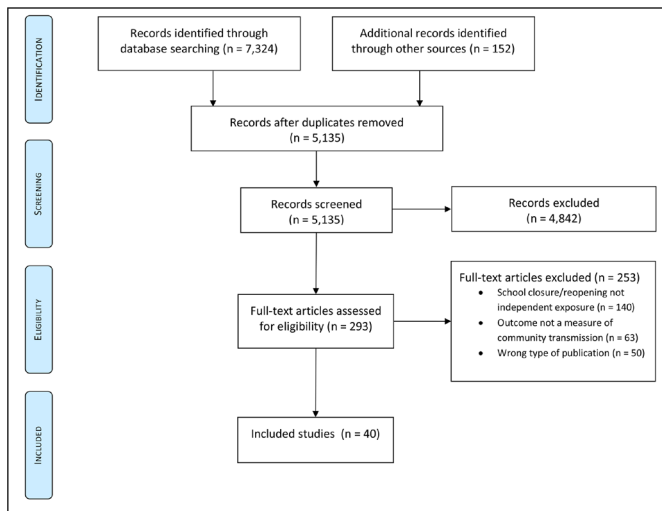 IDENTIFICATION
Records identified through
database searching (n = 7,324)
Additional records identified
through other sources (n = 152)
Records after duplicates removed
(n = 5,135)
SCREENING
Records screened
(n = 5,135)
Records excluded
(n = 4,842)
ELIGIBILITY
Full-text articles assessed
for eligibility (n = 293)
Full-text articles excluded (n = 253)
• School closure/reopening not
independent exposure (n = 140)
• Outcome not a measure of
community transmission (n = 63)
• Wrong type of publication (n = 50)
INCLUDED
Included studies (n = 40)